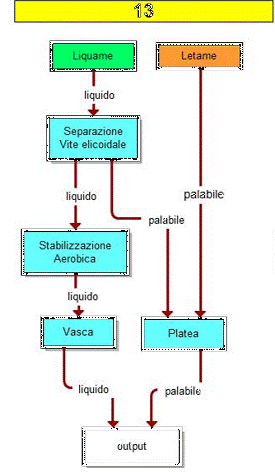 13
Liquame
Letame
liquido
Separazione
Vite elicoidale
liquido
palabile
palabile
Stabilizzazione
Aerobica
liquido
Vasca
Platea
liquido
palabile
output